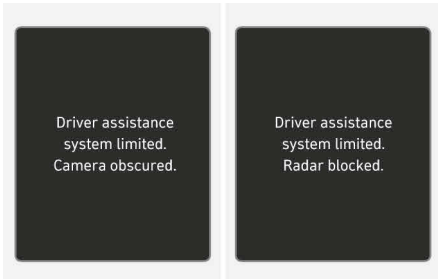 Driver assistance
system limited.
Camera obscured.
Driver assistance
system limited.
Radar blocked.